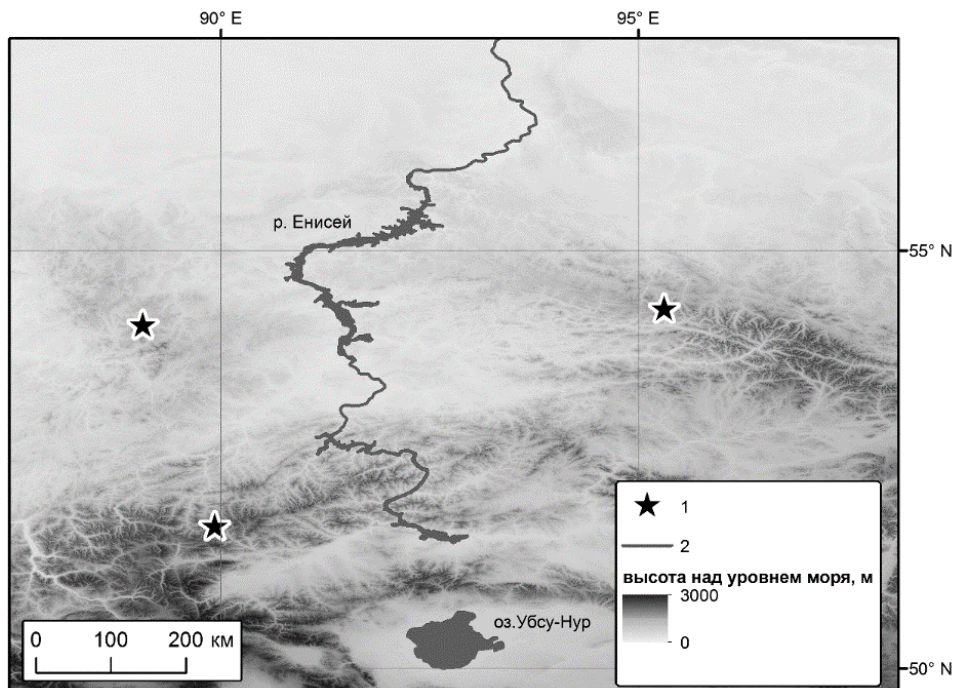 90° E
95° E
р. Енисей
55° N
1
2
высота над уровнем моря, м
3000
0
оз.Убсу-Нур
0 100 200 км
50° N